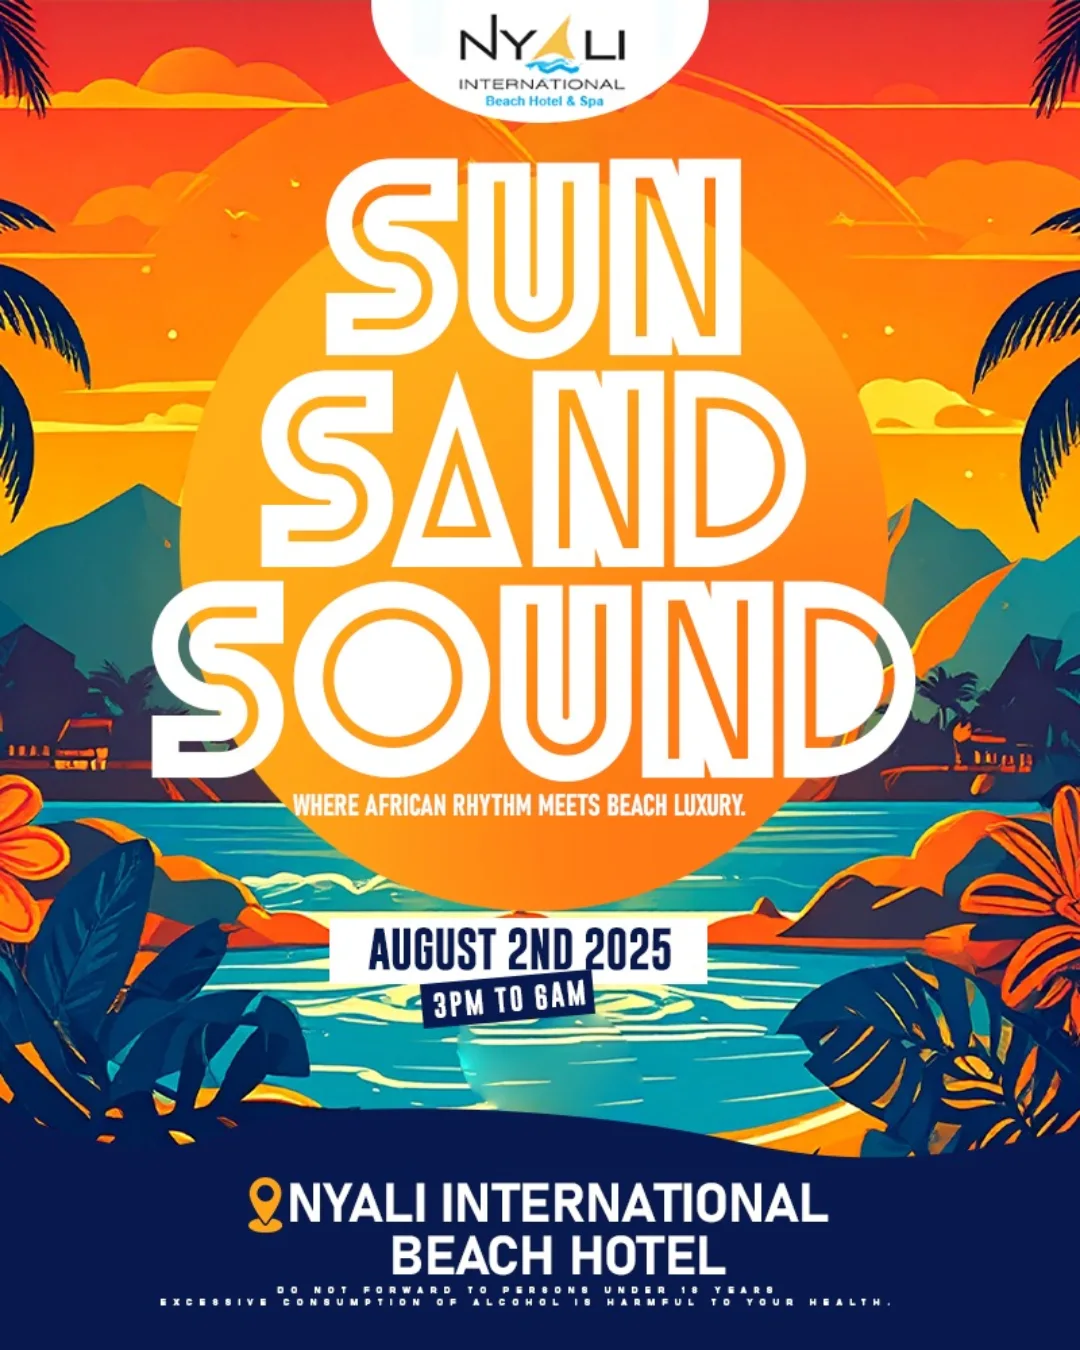 NYALI
INTERNATIONAL
Beach Hotel & Spa
SUN
SAND
SOUND
WHERE AFRICAN RHYTHM MEETS BEACH LUXURY.
AUGUST 2ND 2025
3PM TO 6AM
NYALI INTERNATIONAL
BEACH HOTEL
DO NOT FORWARD TO PERSONS UNDER 18 YEARS
EXCESSIVE CONSUMPTION OF ALCOHOL IS HARMFUL TO YOUR HEALTH.